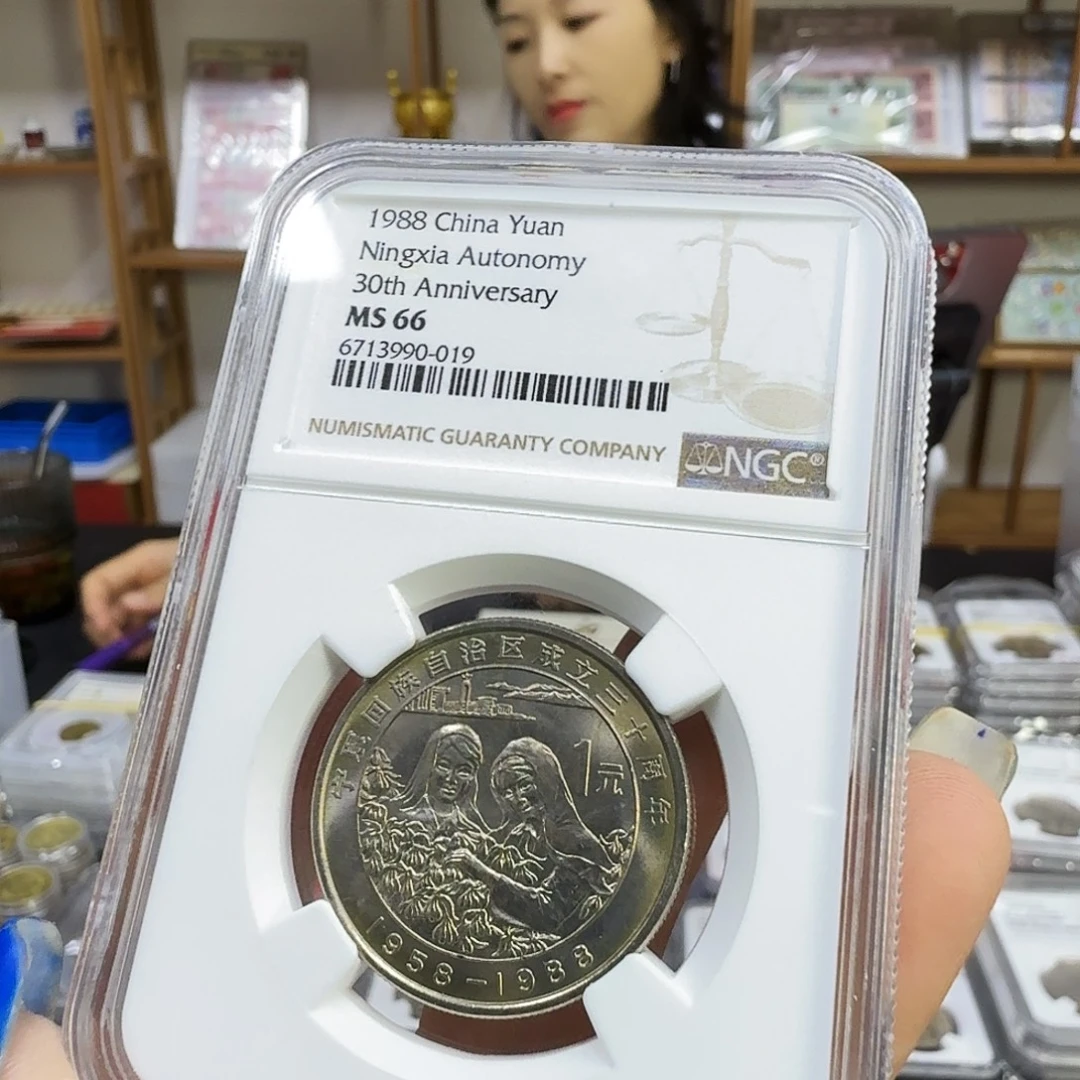 1988 China Yuan
Ningxia Autonomy
30th Anniversary
MS 66
6713990-019
NUMISMATIC GUARANTY COMPANY
NGC®
宁夏回族自治区成立三十周年
1元
1958-1988